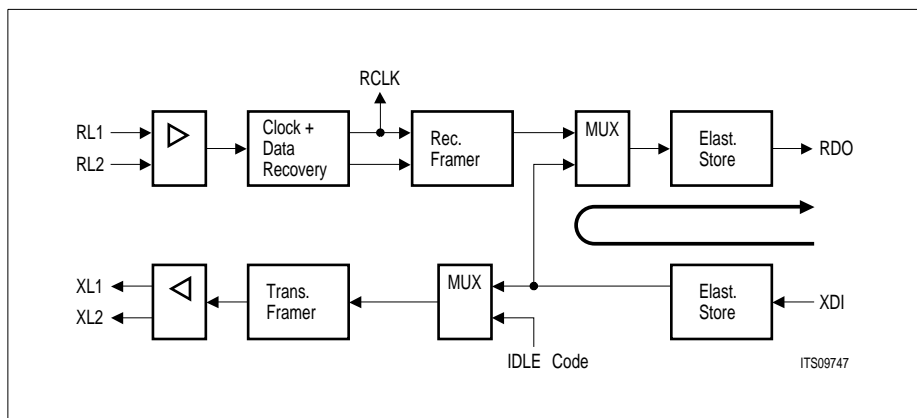 RCLK
RL1
RL2
Clock +
Data
Recovery
Rec.
Framer
MUX
Elast.
Store
RDO
XL1
XL2
Trans.
Framer
MUX
Elast.
Store
XDI
IDLE Code
ITS09747